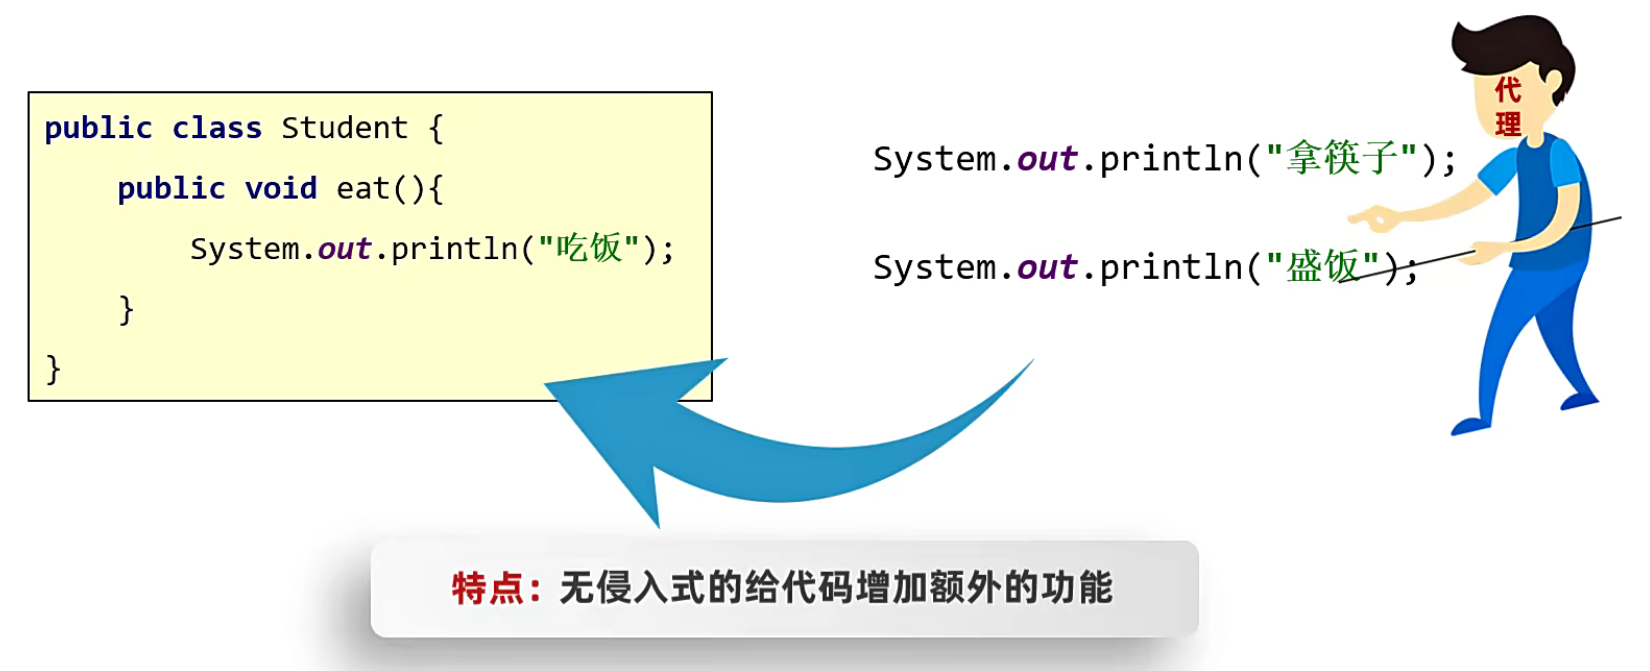 public class Student {
public void eat(){
System.out.println("吃饭");
}
}
System.out.println("拿筷子");
System.out.println("盛饭");
代
理
特点：无侵入式的给代码增加额外的功能